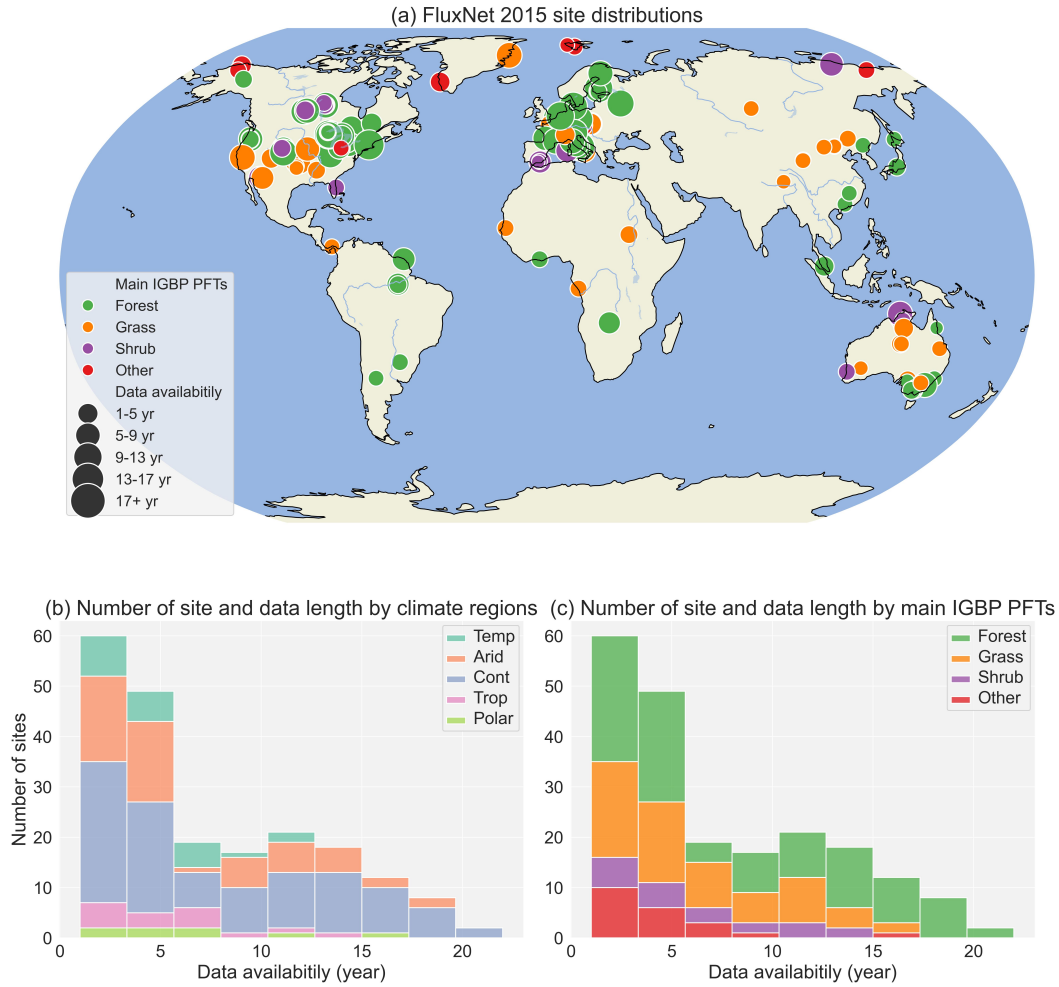 (a) FluxNet 2015 site distributions
Main IGBP PFTs
Forest
Grass
Shrub
Other
Data availabitily
1-5 yr
5-9 yr
9-13 yr
13-17 yr
17+ yr
(b) Number of site and data length by climate regions
60
50
40
30
20
10
0
Number of sites
Temp
Arid
Cont
Trop
Polar
0 5 10 15 20
Data availabitily (year)
(c) Number of site and data length by main IGBP PFTs
60
50
40
30
20
10
0
Forest
Grass
Shrub
Other
0 5 10 15 20
Data availabitily (year)